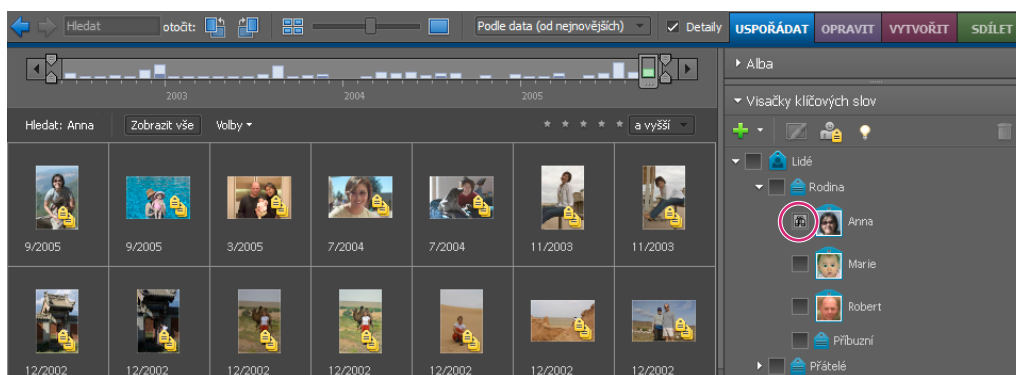 Hledat otočit: Podle data (od nejnovějších) Detaily USPOŘÁDAT OPRAVIT VYTVOŘIT SDÍLET
2003 2004 2005
Hledat: Anna Zobrazit vše Volby a vyšší
9/2005 9/2005 3/2005 7/2004 7/2004 11/2003 11/2003
12/2002 12/2002 12/2002 12/2002 12/2002 12/2002 12/2002
Alba
Visačky klíčových slov
Lidé
Rodina
Anna
Marie
Robert
Příbuzní
Přátelé